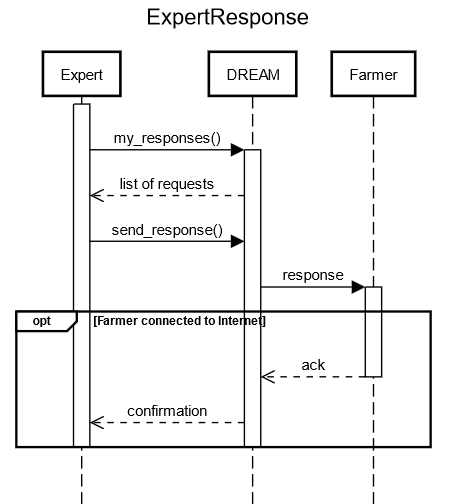 ExpertResponse
Expert
DREAM
Farmer
my_responses()
list of requests
send_response()
response
opt
[Farmer connected to Internet]
ack
confirmation